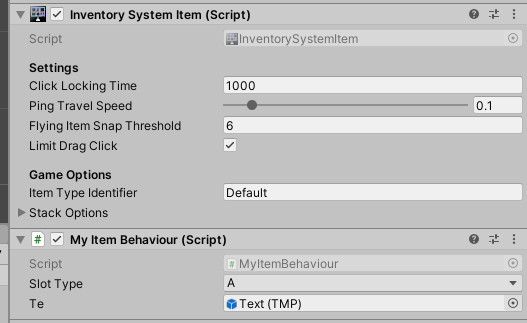 Inventory System Item (Script)
Script InventorySystemItem
Settings
Click Locking Time 1000
Ping Travel Speed 0.1
Flying Item Snap Threshold 6
Limit Drag Click
Game Options
Item Type Identifier Default
Stack Options
# My Item Behaviour (Script)
Script # MyItemBehaviour
Slot Type A
Te Text (TMP)